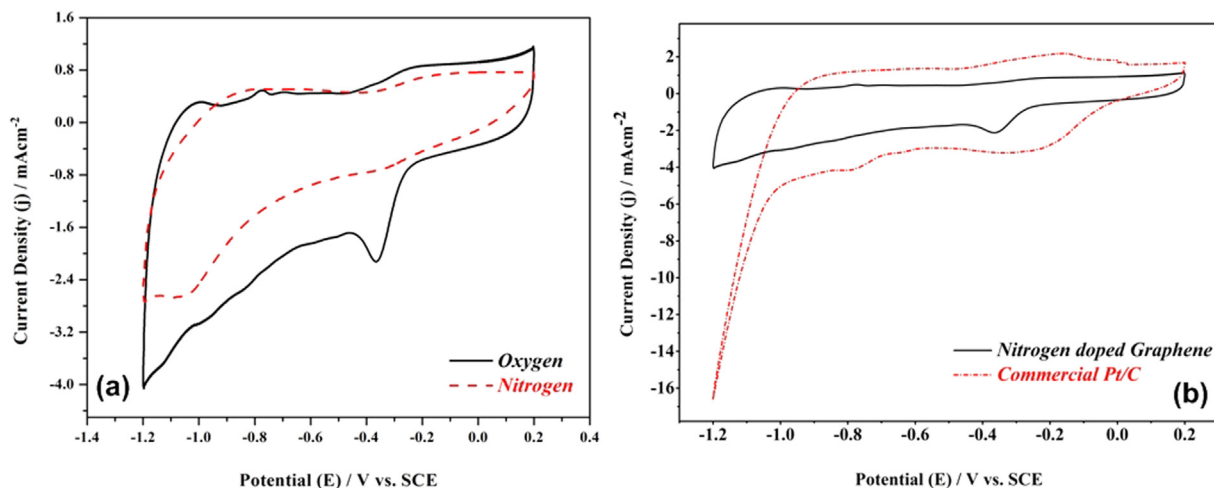 1.6
0.8
0.0
-0.8
-1.6
-2.4
-3.2
-4.0
Current Density (j) / mAcm-2
(a)
Oxygen
Nitrogen
-1.4 -1.2 -1.0 -0.8 -0.6 -0.4 -0.2 0.0 0.2 0.4
Potential (E) / V vs. SCE
2
0
-2
-4
-6
-8
-10
-12
-14
-16
Current Density (j) / mAcm-2
Nitrogen doped Graphene
Commercial Pt/C
(b)
-1.2 -1.0 -0.8 -0.6 -0.4 -0.2 0.0 0.2
Potential (E) / V vs. SCE